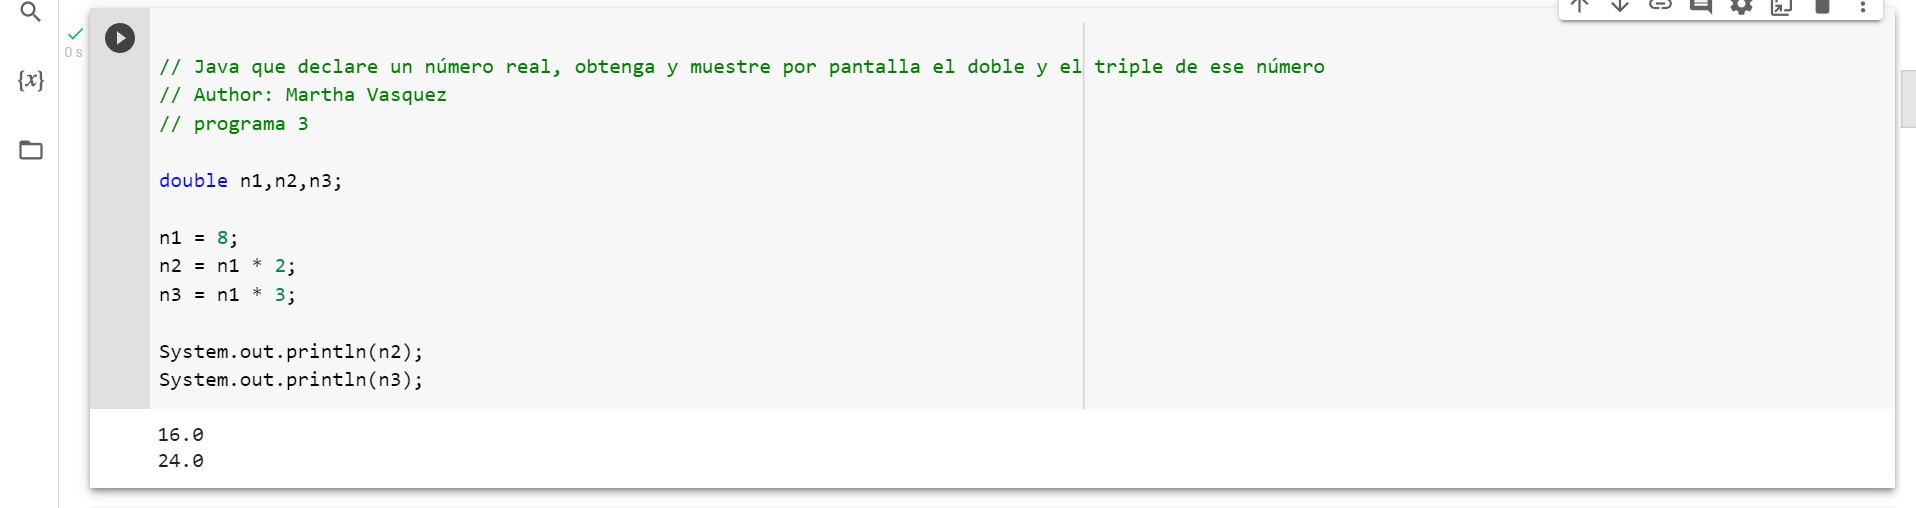 0 s
{x}
// Java que declare un número real, obtenga y muestre por pantalla el doble y el triple de ese número
// Author: Martha Vasquez
// programa 3
double n1,n2,n3;
n1 = 8;
n2 = n1 * 2;
n3 = n1 * 3;
System.out.println(n2);
System.out.println(n3);
16.0
24.0